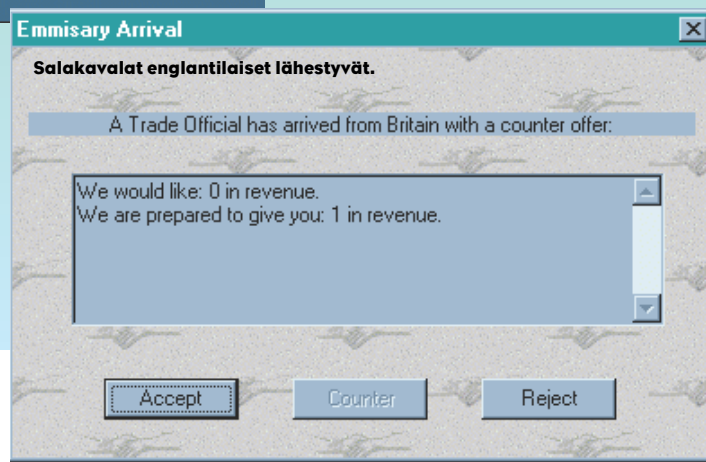 Emmisary Arrival
Salakavalat englantilaiset lähestyvät.
A Trade Official has arrived from Britain with a counter offer:
We would like: 0 in revenue.
We are prepared to give you: 1 in revenue.
Accept Counter Reject